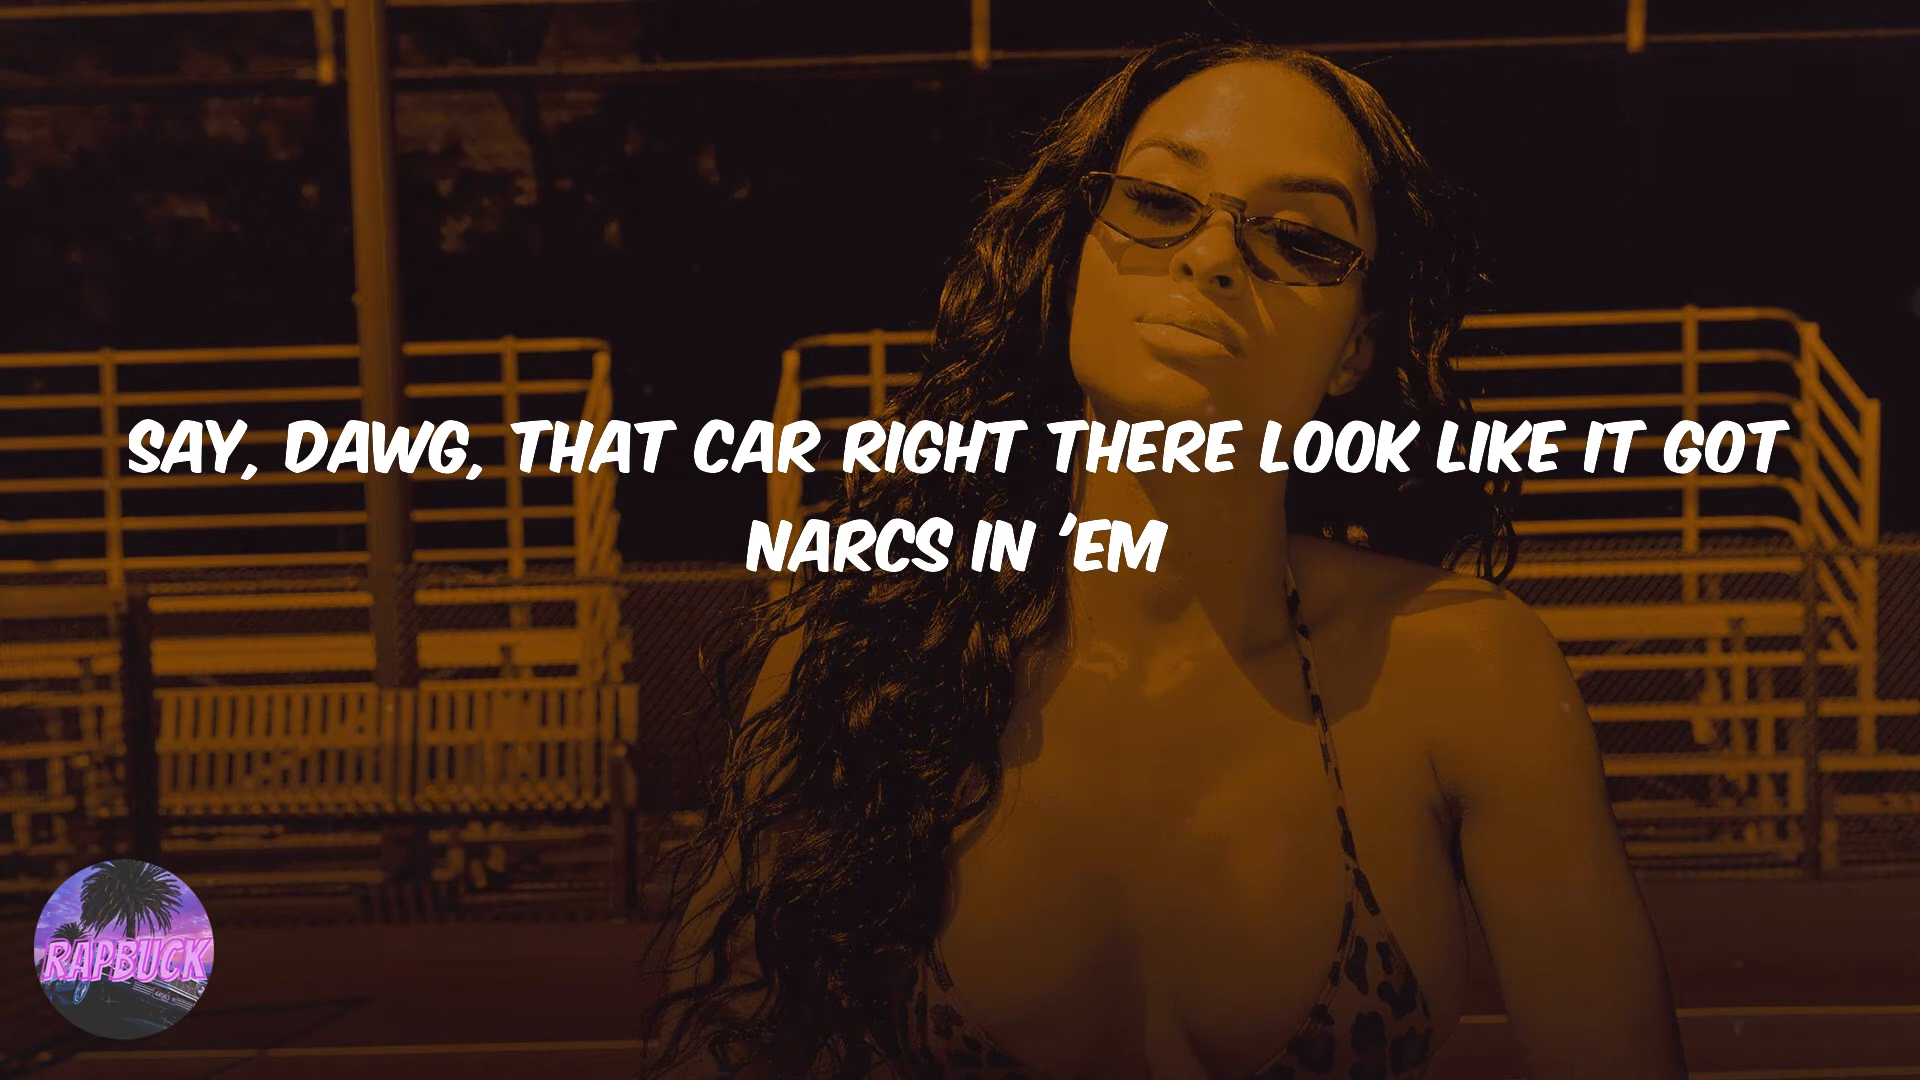 SAY, DAWG, THAT CAR RIGHT THERE LOOK LIKE IT GOT
NARCS IN 'EM
RAPBUCK